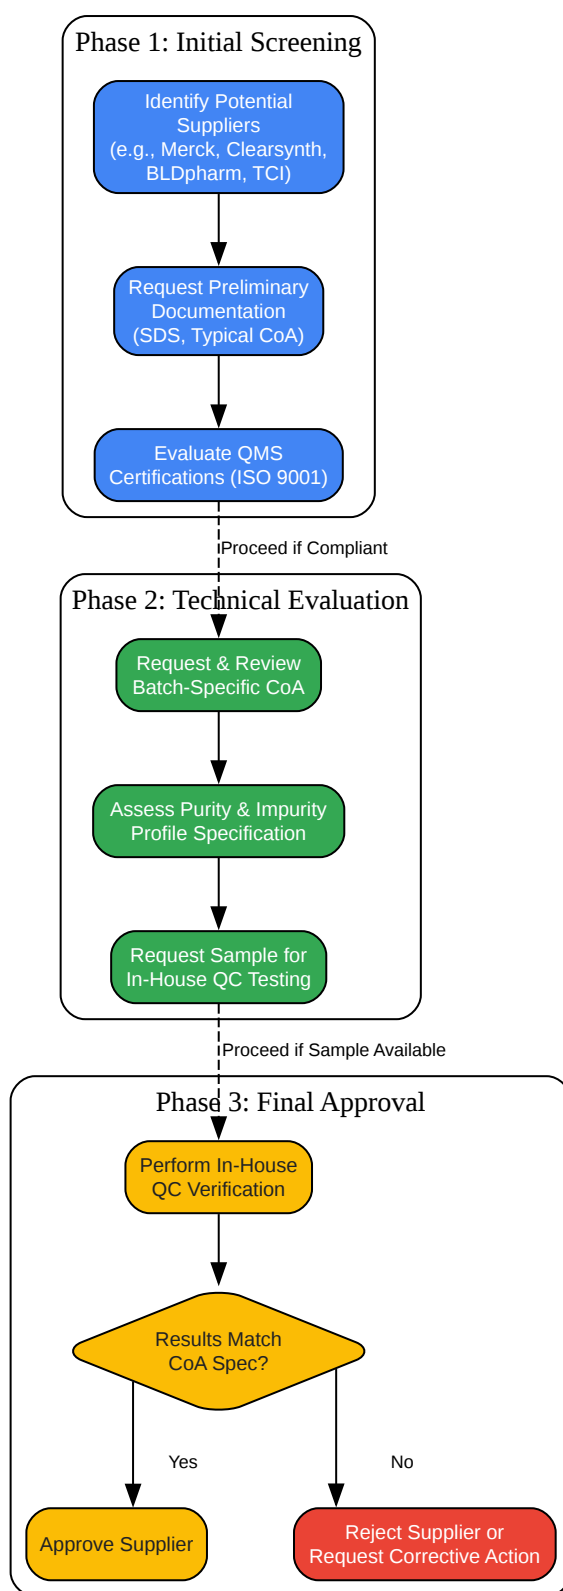 Phase 1: Initial Screening
Identify Potential
Suppliers
(e.g., Merck, Clearsynth,
BLDpharm, TCI)
Request Preliminary
Documentation
(SDS, Typical CoA)
Evaluate QMS
Certifications (ISO 9001)
Proceed if Compliant
Phase 2: Technical Evaluation
Request & Review
Batch-Specific CoA
Assess Purity & Impurity
Profile Specification
Request Sample for
In-House QC Testing
Proceed if Sample Available
Phase 3: Final Approval
Perform In-House
QC Verification
Results Match
CoA Spec?
Yes
No
Approve Supplier
Reject Supplier or
Request Corrective Action